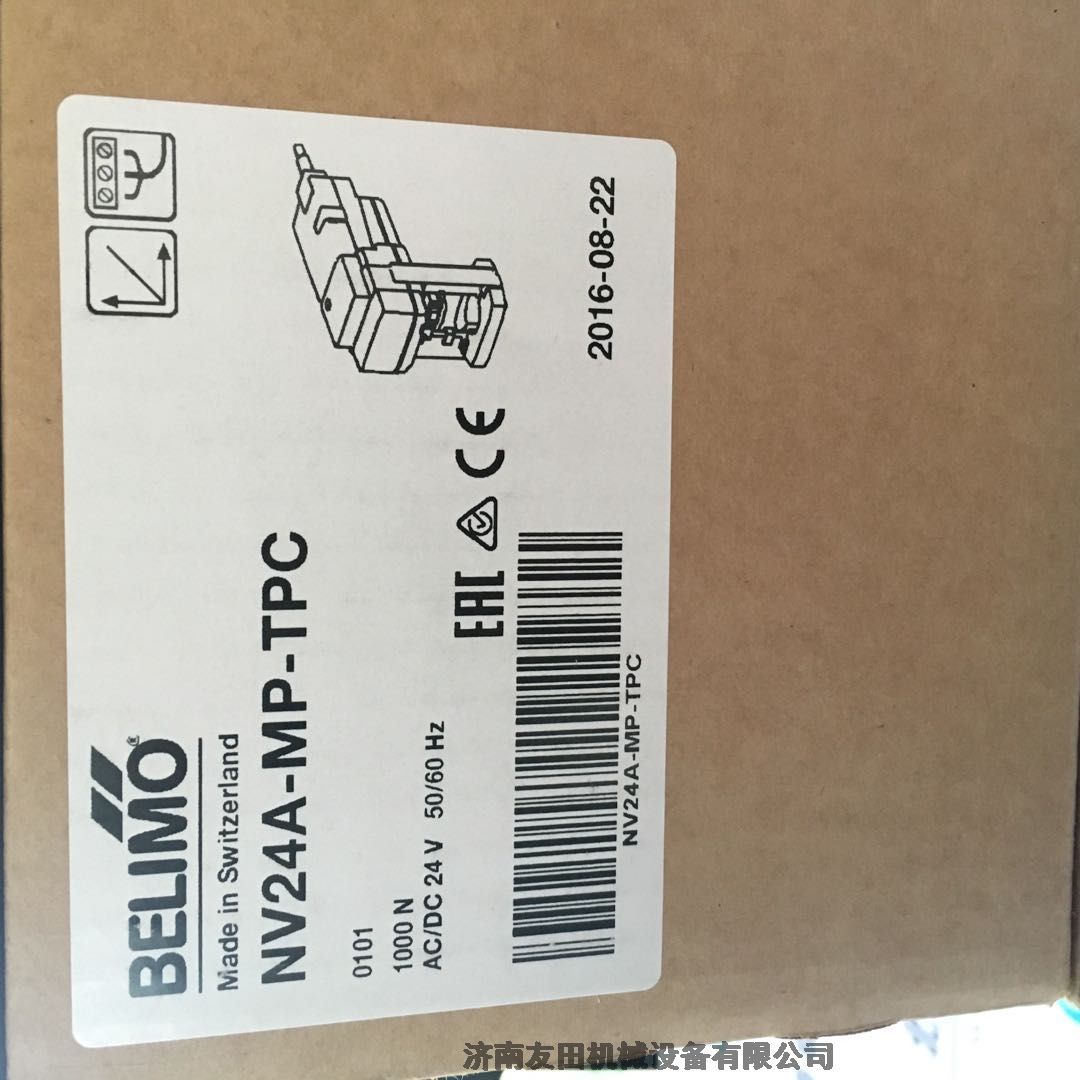 BELIMO®
Made in Switzerland
NV24A-MP-TPC
0101
1000 N
AC/DC 24 V 50/60 Hz
EAC CE
NV24A-MP-TPC
2016-08-22
济南友田机械设备有限公司